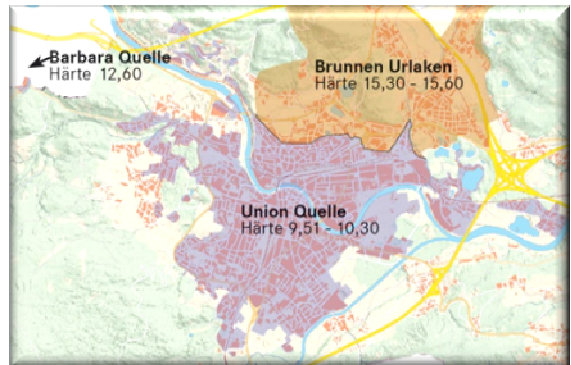 Barbara Quelle
Härte 12,60
Brunnen Urlaken
Härte 15,30 - 15,60
Union Quelle
Härte 9,51 - 10,30